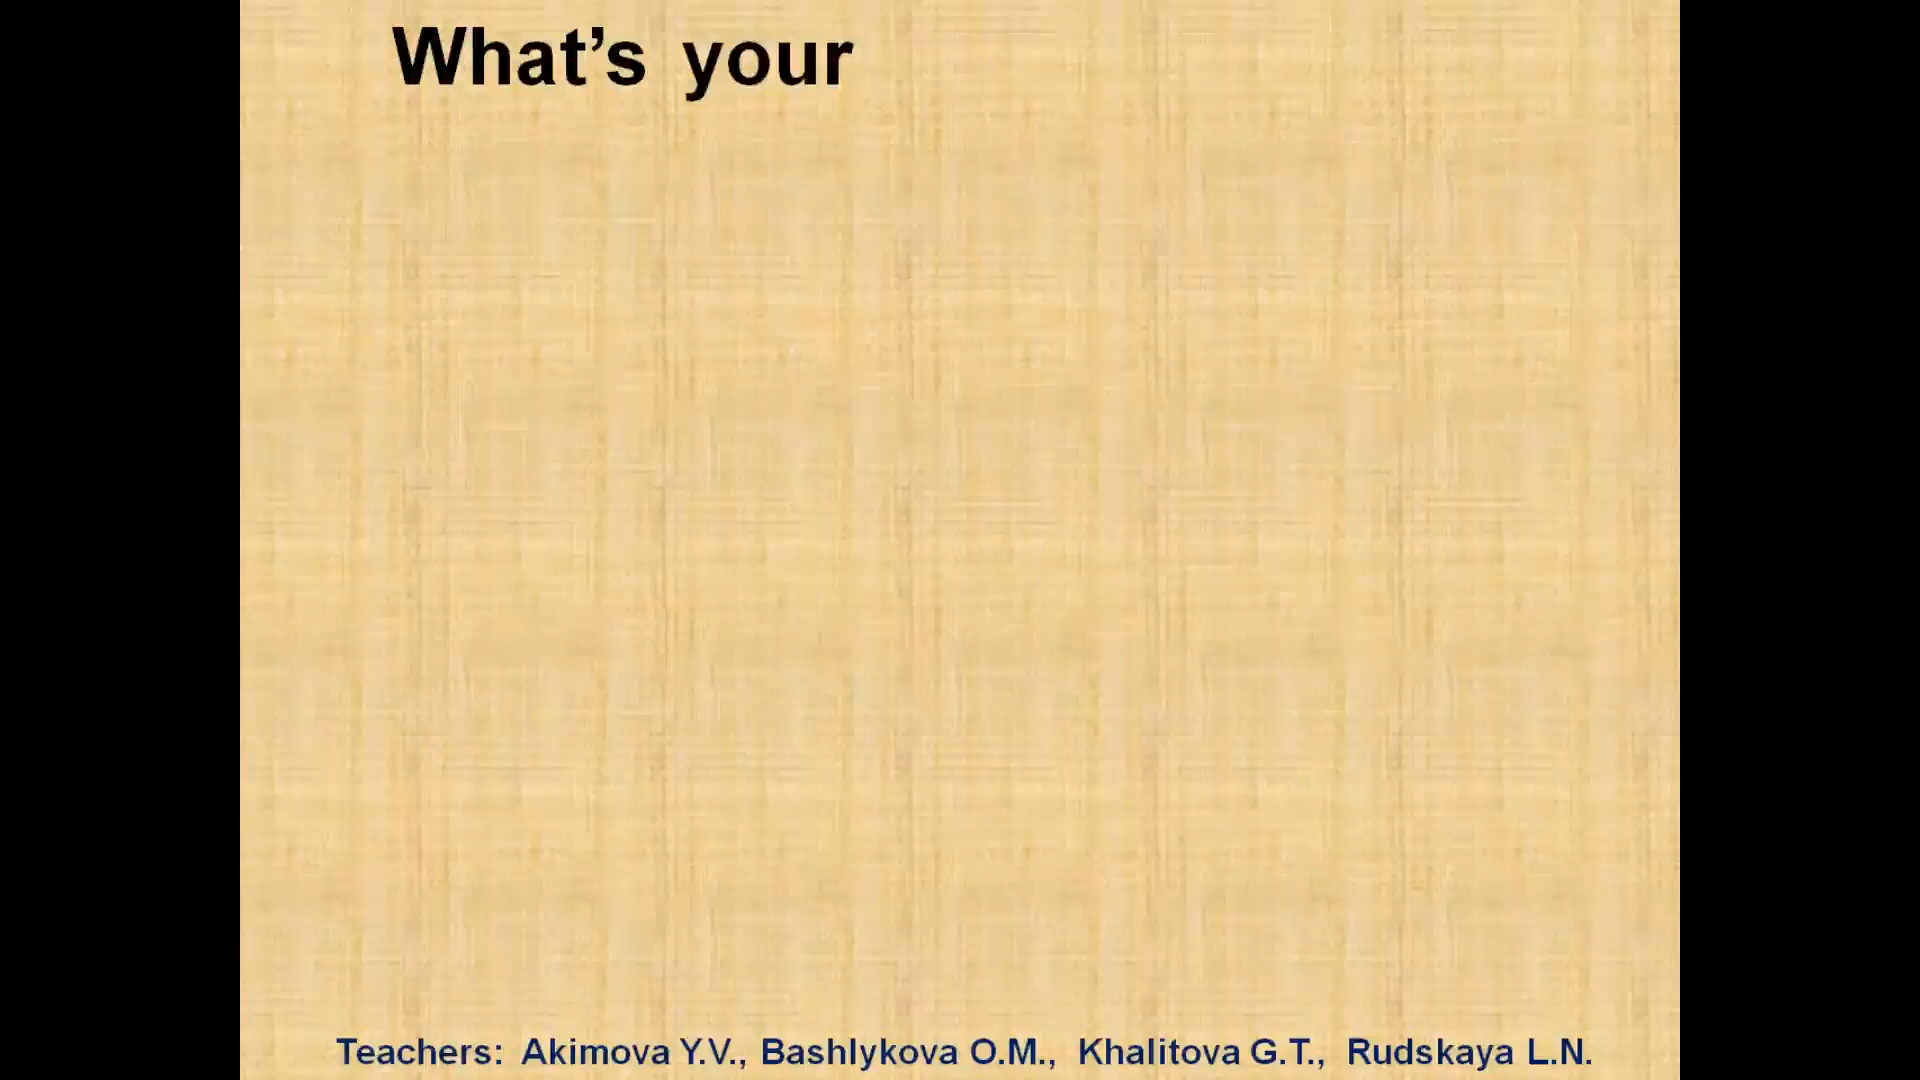 What’s your
Teachers: Akimova Y.V., Bashlykova O.M., Khalitova G.T., Rudskaya L.N.